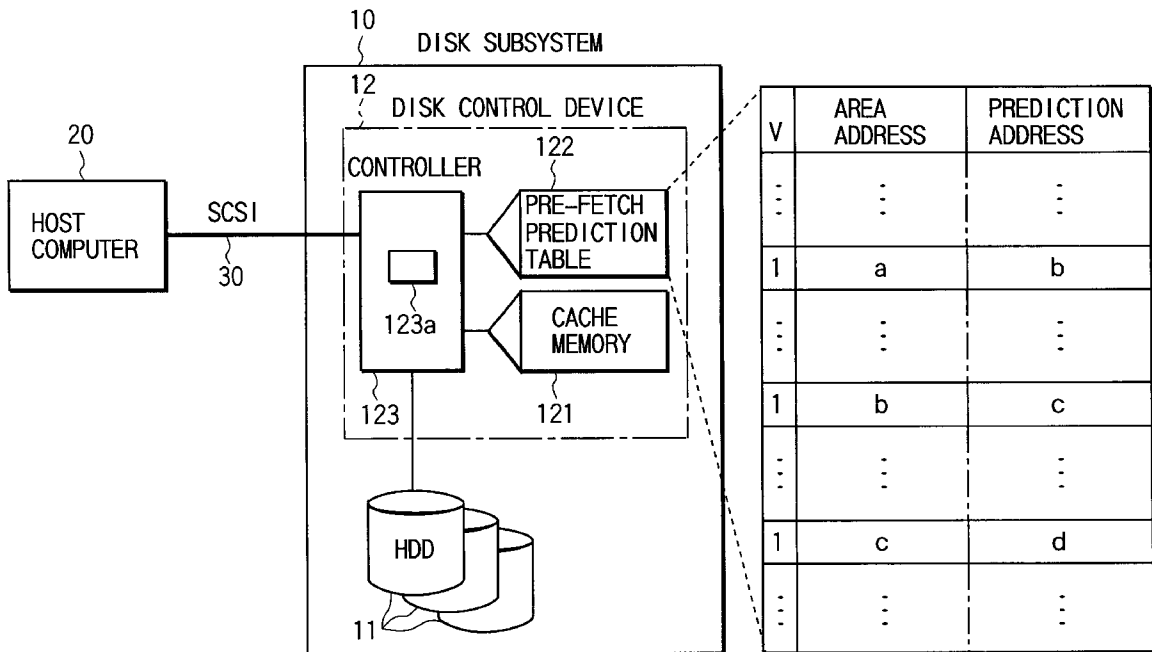 10
DISK SUBSYSTEM
12
DISK CONTROL DEVICE
20
HOST
COMPUTER
SCSI
30
CONTROLLER
123a
123
122
PRE-FETCH
PREDICTION
TABLE
CACHE
MEMORY
121
HDD
11
V AREA ADDRESS PREDICTION ADDRESS
1 a b
1 b c
1 c d